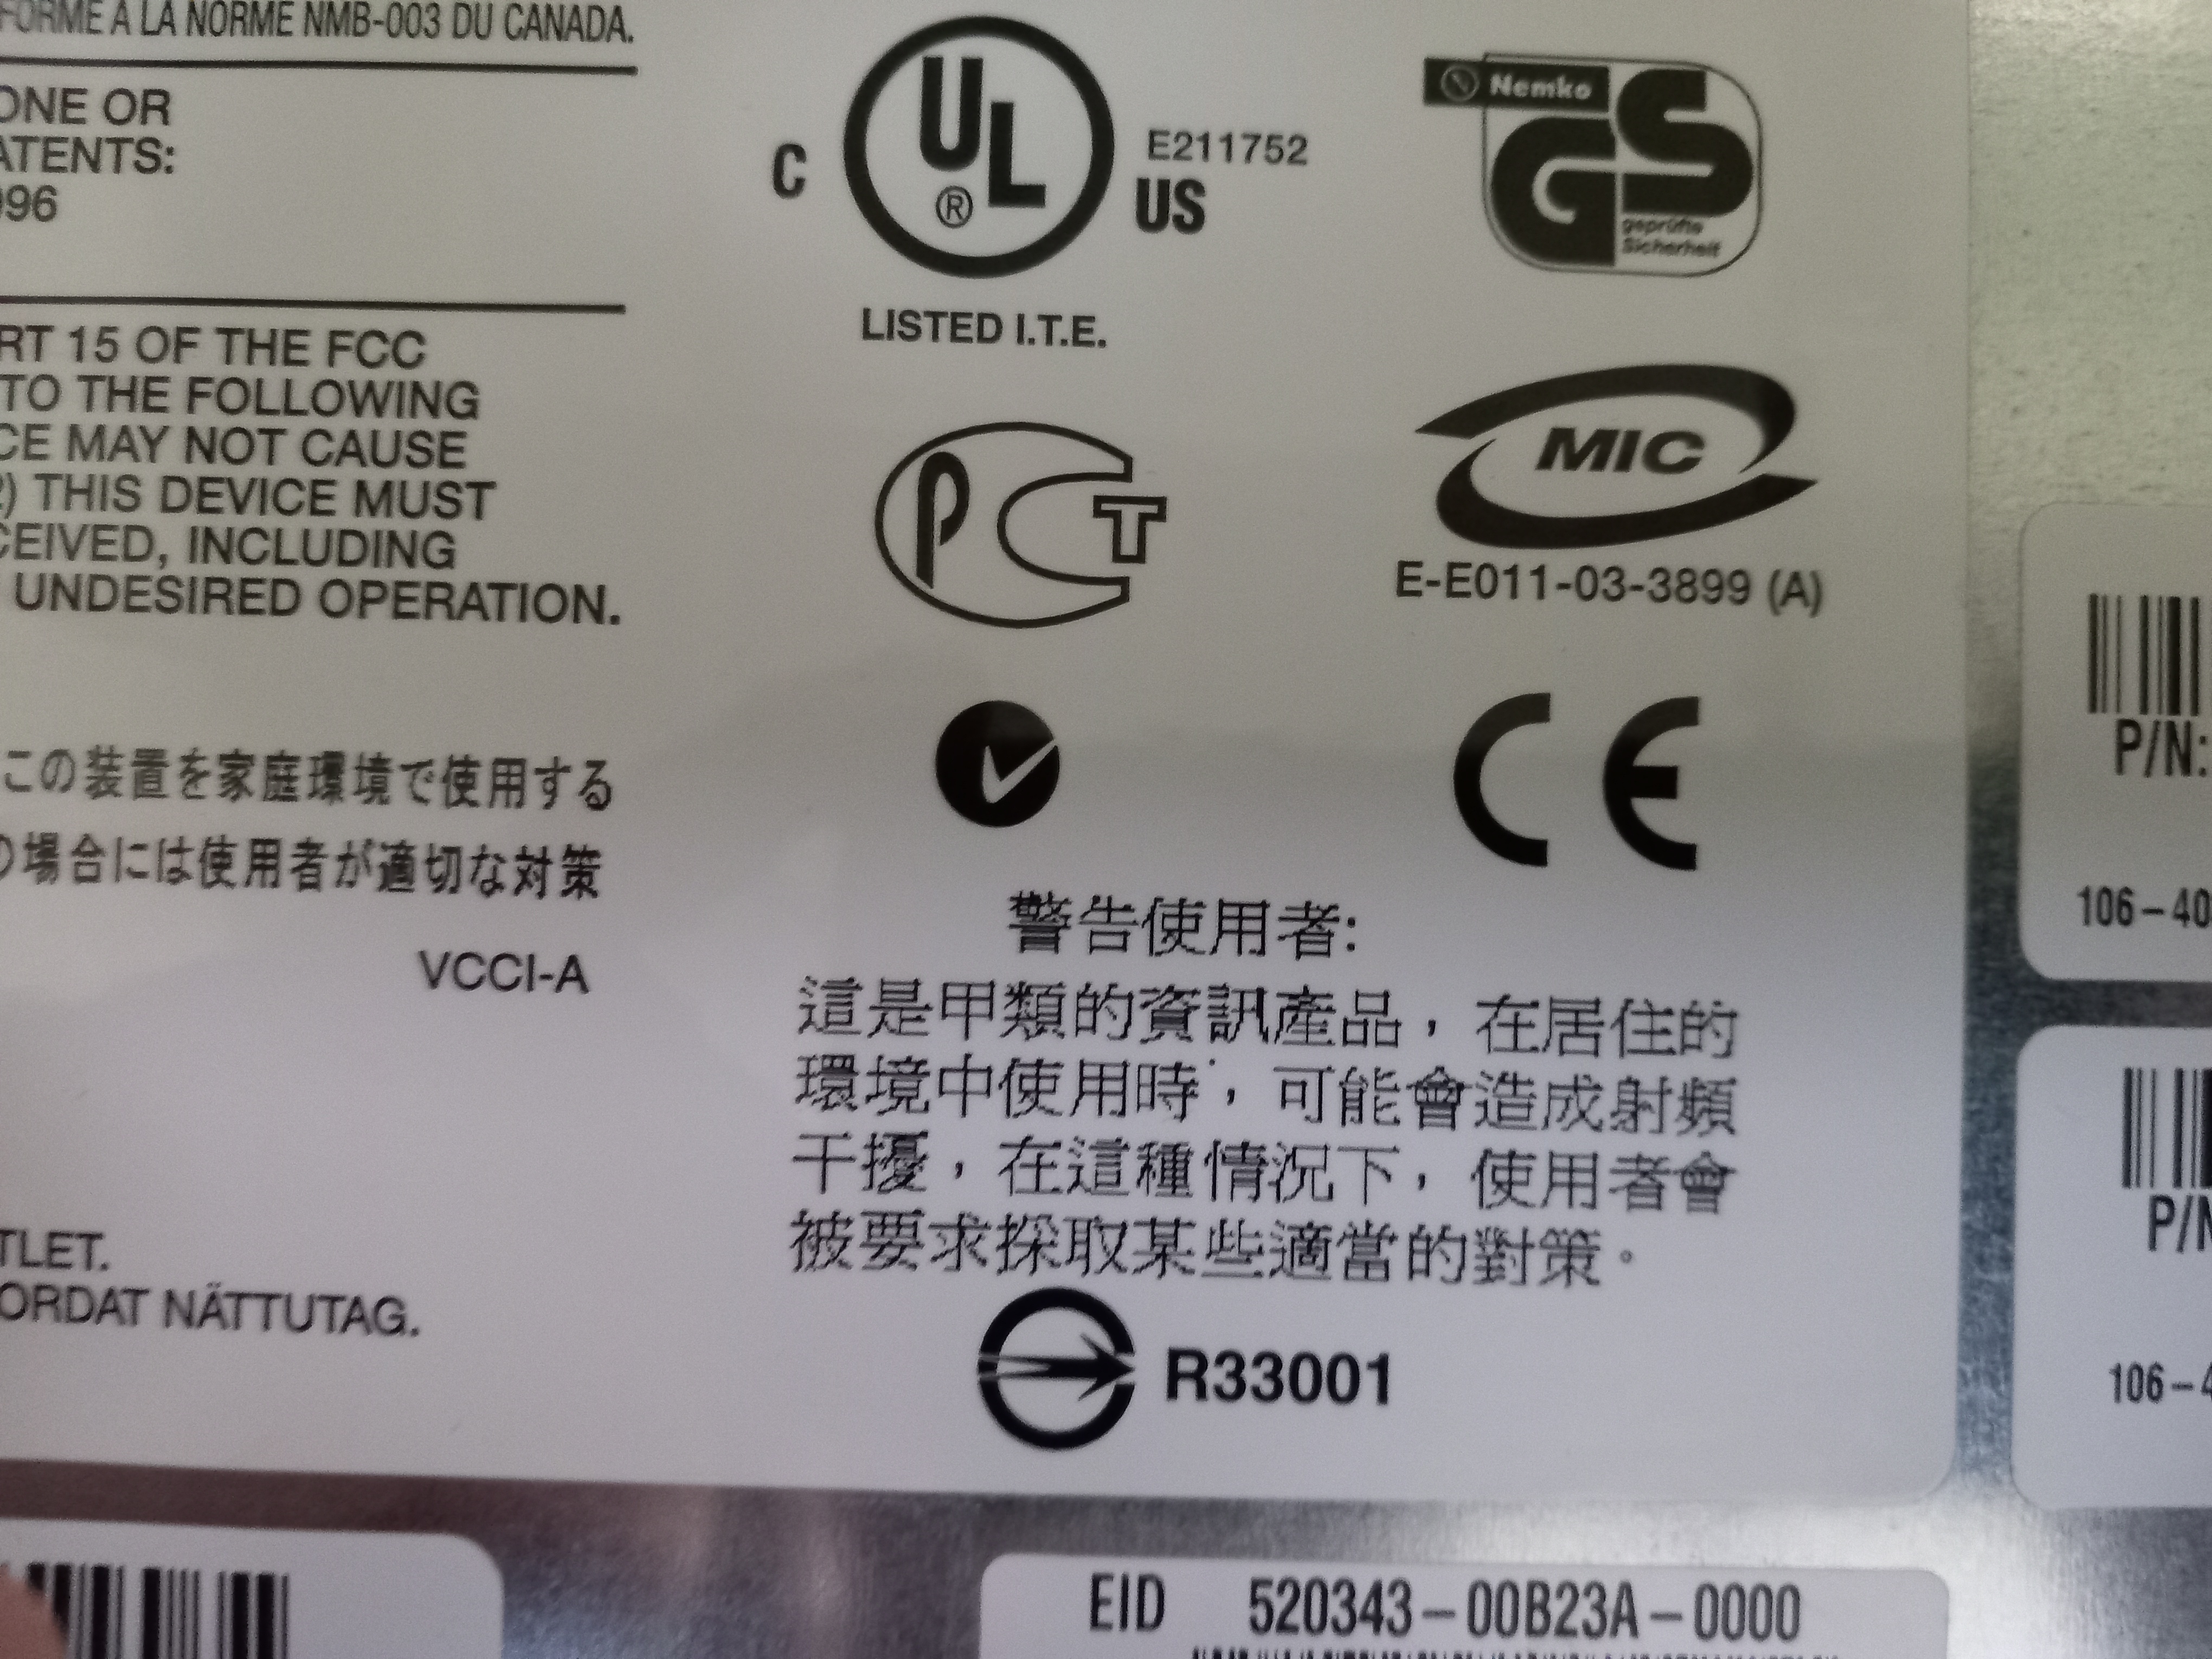 FORME À LA NORME NMB-003 DU CANADA.
ONE OR
ATENTS:
996
RT 15 OF THE FCC
TO THE FOLLOWING
CE MAY NOT CAUSE
2) THIS DEVICE MUST
CEIVED, INCLUDING
UNDESIRED OPERATION.
この装置を家庭環境で使用する
の場合には使用者が適切な対策
VCCI-A
TLET.
ORDAT NÄTTUTAG.
C UL ® US
E211752
LISTED I.T.E.
Nemko
GS
geprüfte
Sicherheit
PCT
MIC
E-E011-03-3899 (A)
CE
警告使用者:
這是甲類的資訊產品，在居住的
環境中使用時，可能會造成射頻
干擾，在這種情況下，使用者會
被要求採取某些適當的對策。
R33001
P/N:
106-40
P/N
106-4
EID 520343-00B23A-0000